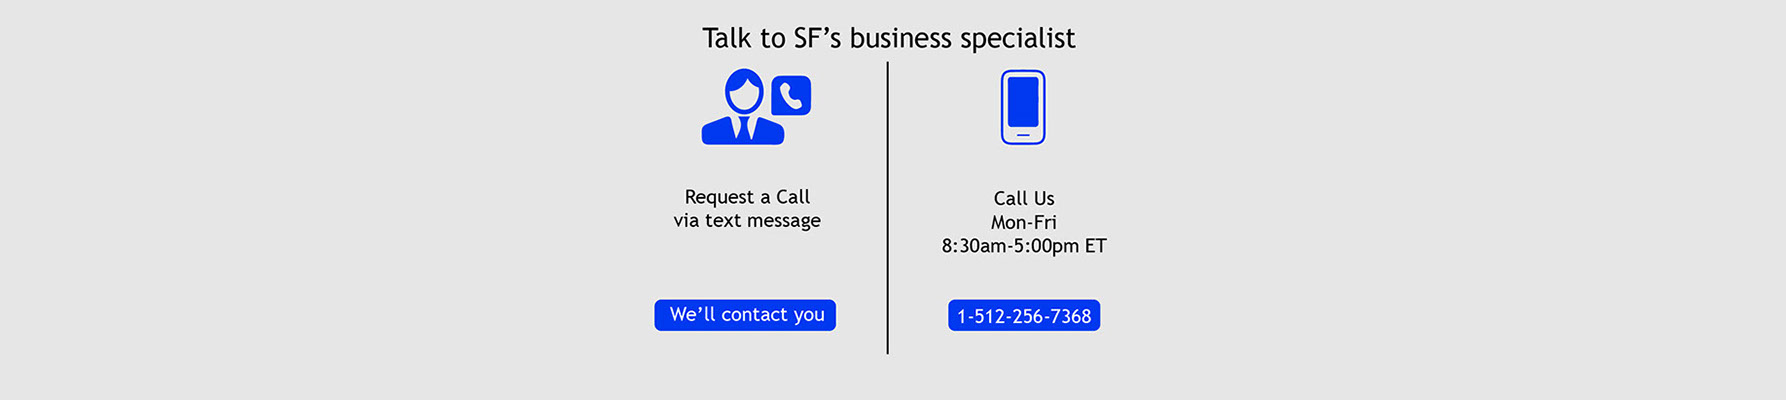 Talk to SF’s business specialist
Request a Call
via text message
We’ll contact you
Call Us
Mon-Fri
8:30am-5:00pm ET
1-512-256-7368